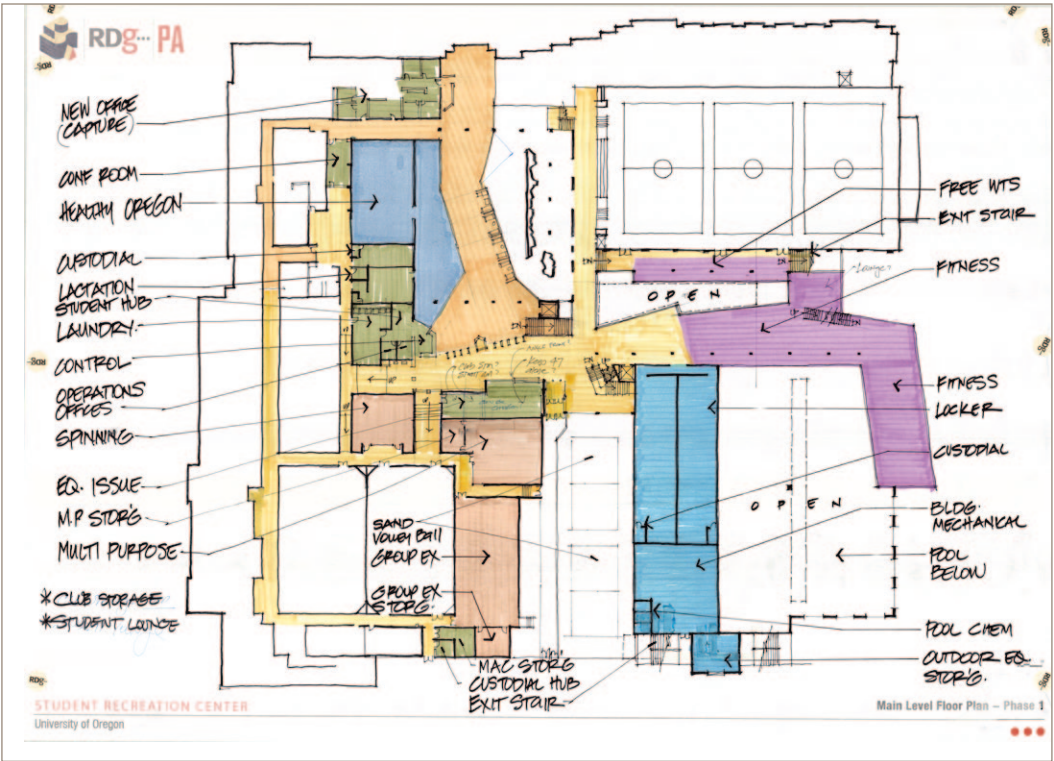 RDg... PA
NEW OFFICE
(CAPTURE)
CONF ROOM
HEALTHY OREGON
CUSTODIAL
LACTATION
STUDENT HUB
LAUNDRY
CONTROL
OPERATIONS
OFFICES
SPINNING
EQ. ISSUE
M.P STOR'G
MULTI PURPOSE
* CLUB STORAGE
* STUDENT LOUNGE
OPEN
SAND
VOLLEY BALL
GROUP EX
GROUP EX
STOR'G.
MAC STOR'G
CUSTODIAL HUB
EXIT STAIR
FREE WTS
EXIT STAIR
Lounge?
FITNESS
FITNESS
LOCKER
CUSTODIAL
OPEN
BLDG.
MECHANICAL
POOL
BELOW
POOL CHEM
OUTDOOR EQ.
STOR'G.
STUDENT RECREATION CENTER
University of Oregon
Main Level Floor Plan – Phase 1